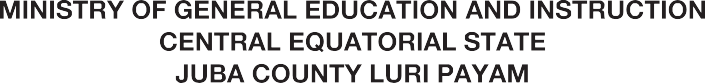 MINISTRY OF GENERAL EDUCATION AND INSTRUCTION
CENTRAL EQUATORIAL STATE
JUBA COUNTY LURI PAYAM